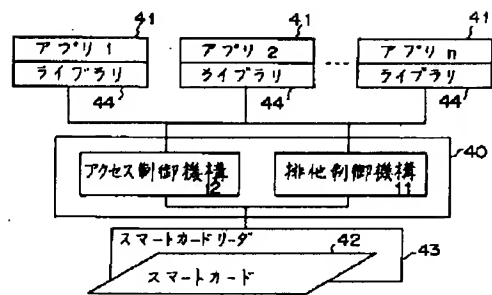 41 41 41
アプリ 1 アプリ 2 アプリ n
ライブラリ ライブラリ ライブラリ
44 44 44
40
アクセス制御機構 12 排他制御機構 11
スマートカードリーダ 42 43
スマートカード